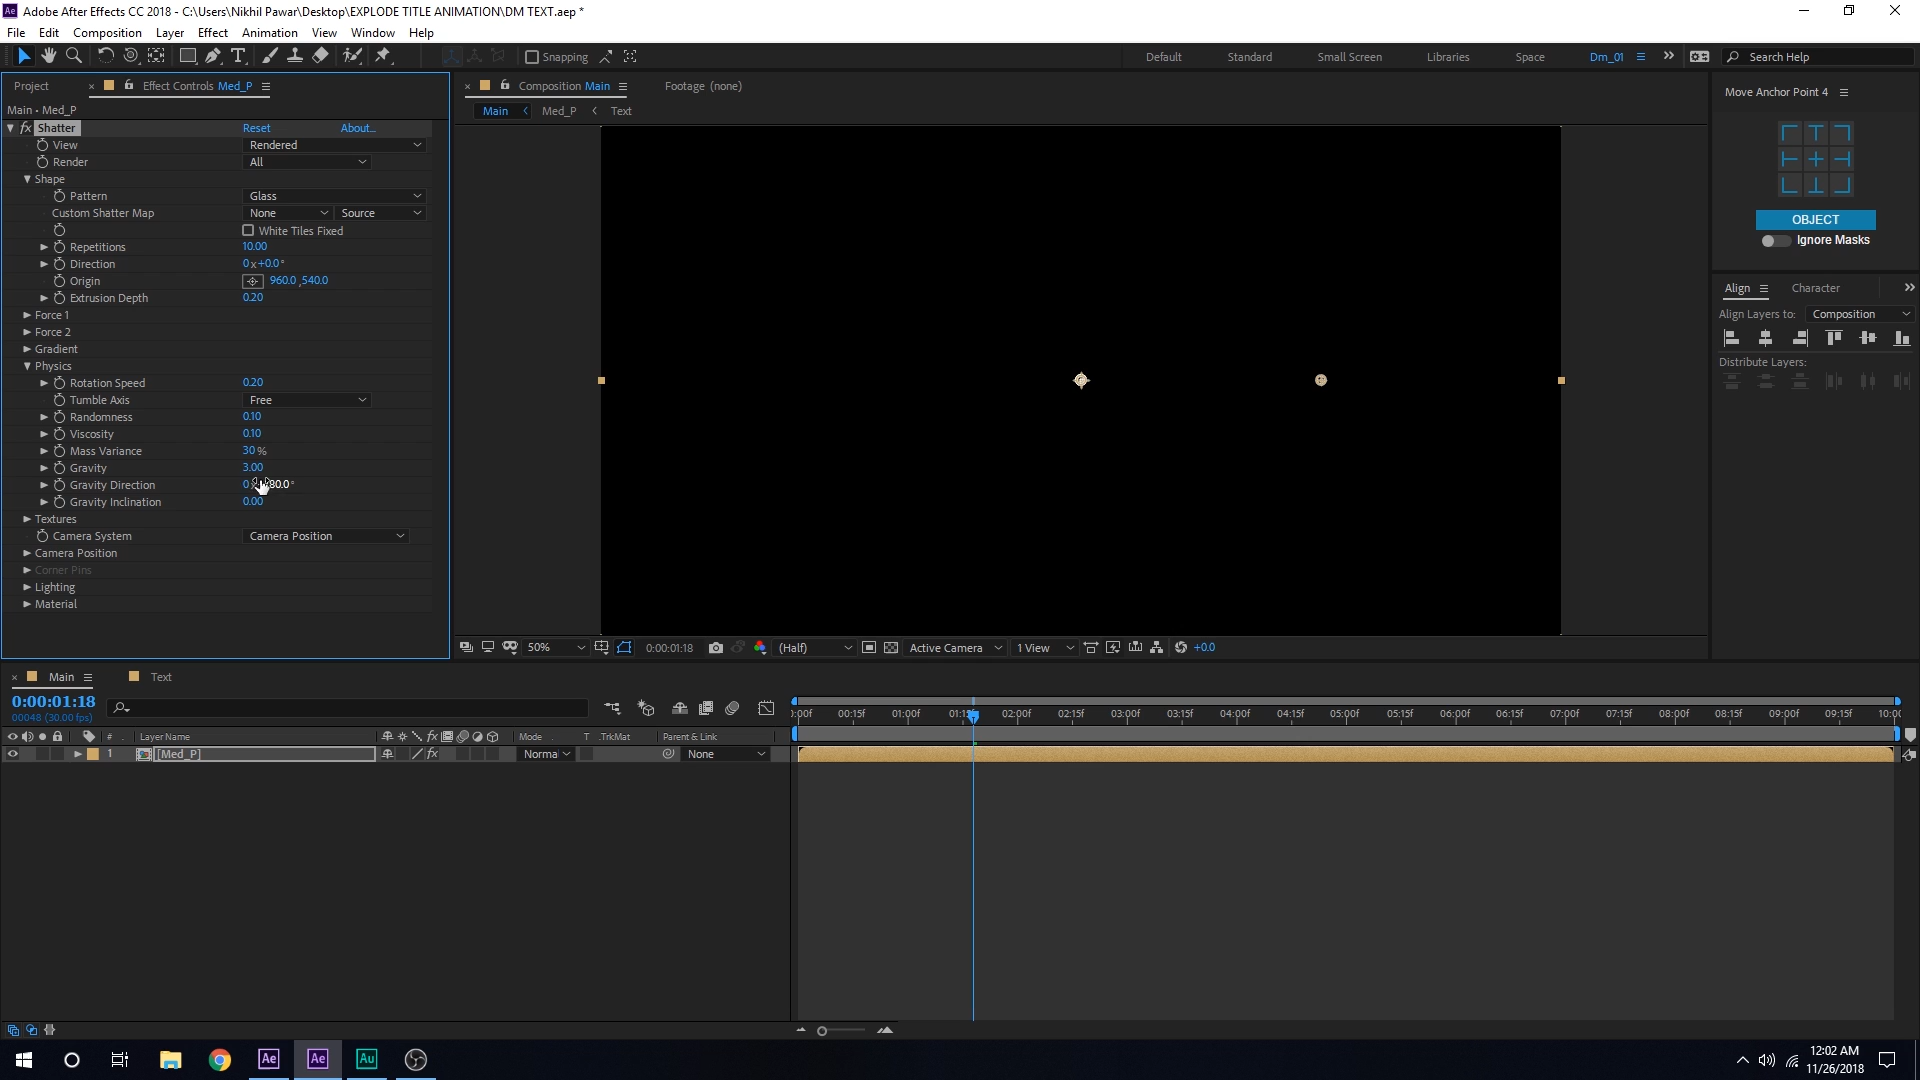 Ae Adobe After Effects CC 2018 - C:\Users\Nikhil Pawar\Desktop\EXPLODE TITLE ANIMATION\DM TEXT.aep *
File Edit Composition Layer Effect Animation View Window Help
Snapping Default Standard Small Screen Libraries Space Dm_01 Search Help
Project Effect Controls Med_P Composition Main Footage (none) Move Anchor Point 4
Main • Med_P
Main < Med_P < Text
fx Shatter Reset About...
View Rendered
Render All
Shape
Pattern Glass
Custom Shatter Map None Source
White Tiles Fixed
Repetitions 10.00
Direction 0x+0.0°
Origin 960.0 ,540.0
Extrusion Depth 0.20
Force 1
Force 2
Gradient
Physics
Rotation Speed 0.20
Tumble Axis Free
Randomness 0.10
Viscosity 0.10
Mass Variance 30 %
Gravity 3.00
Gravity Direction 0 80.0°
Gravity Inclination 0.00
Textures
Camera System Camera Position
Camera Position
Corner Pins
Lighting
Material
OBJECT
Ignore Masks
Align Character
Align Layers to: Composition
Distribute Layers:
50% 0:00:01:18 (Half) Active Camera 1 View +0.0
Main Text
0:00:01:18
00048 (30.00 fps)
00:15f 01:00f 02:00f 02:15f 03:00f 03:15f 04:00f 04:15f 05:00f 05:15f 06:00f 06:15f 07:00f 07:15f 08:00f 08:15f 09:00f 09:15f
# Layer Name fx Mode T .TrkMat Parent & Link
1 [Med_P] fx Norma None
Ae Ae Au
12:02 AM
11/26/2018